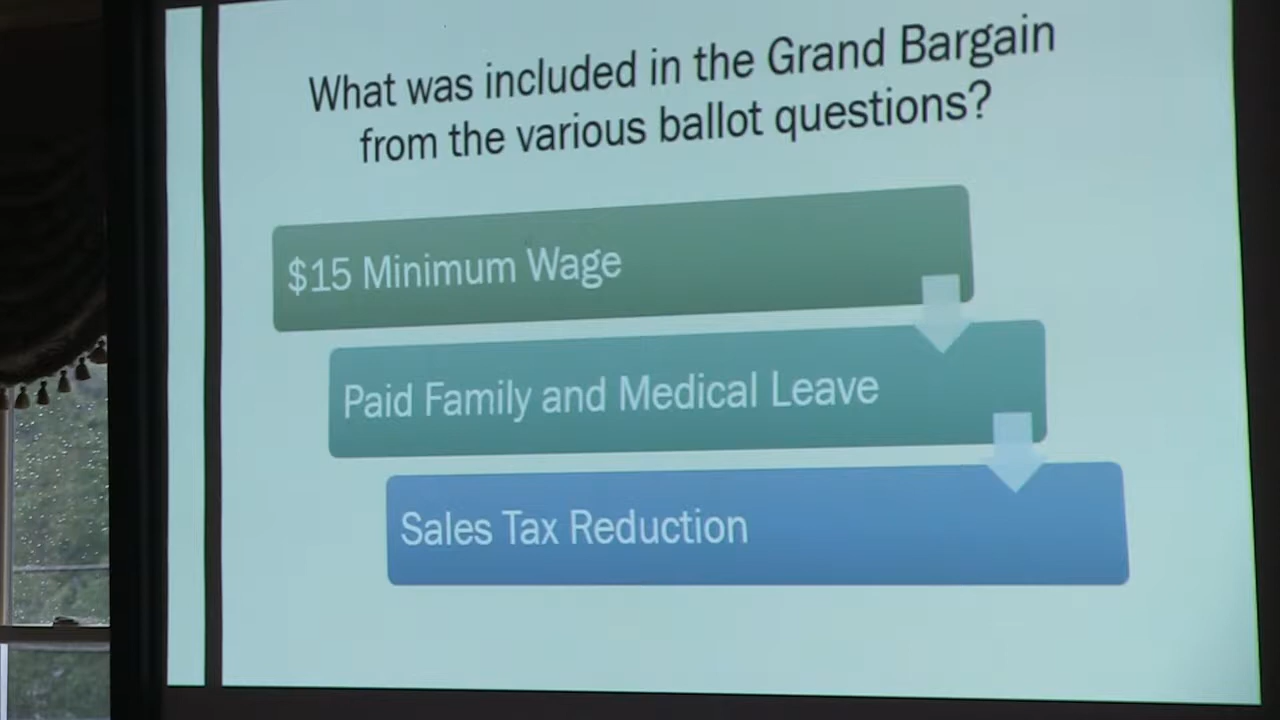 What was included in the Grand Bargain
from the various ballot questions?
$15 Minimum Wage
Paid Family and Medical Leave
Sales Tax Reduction